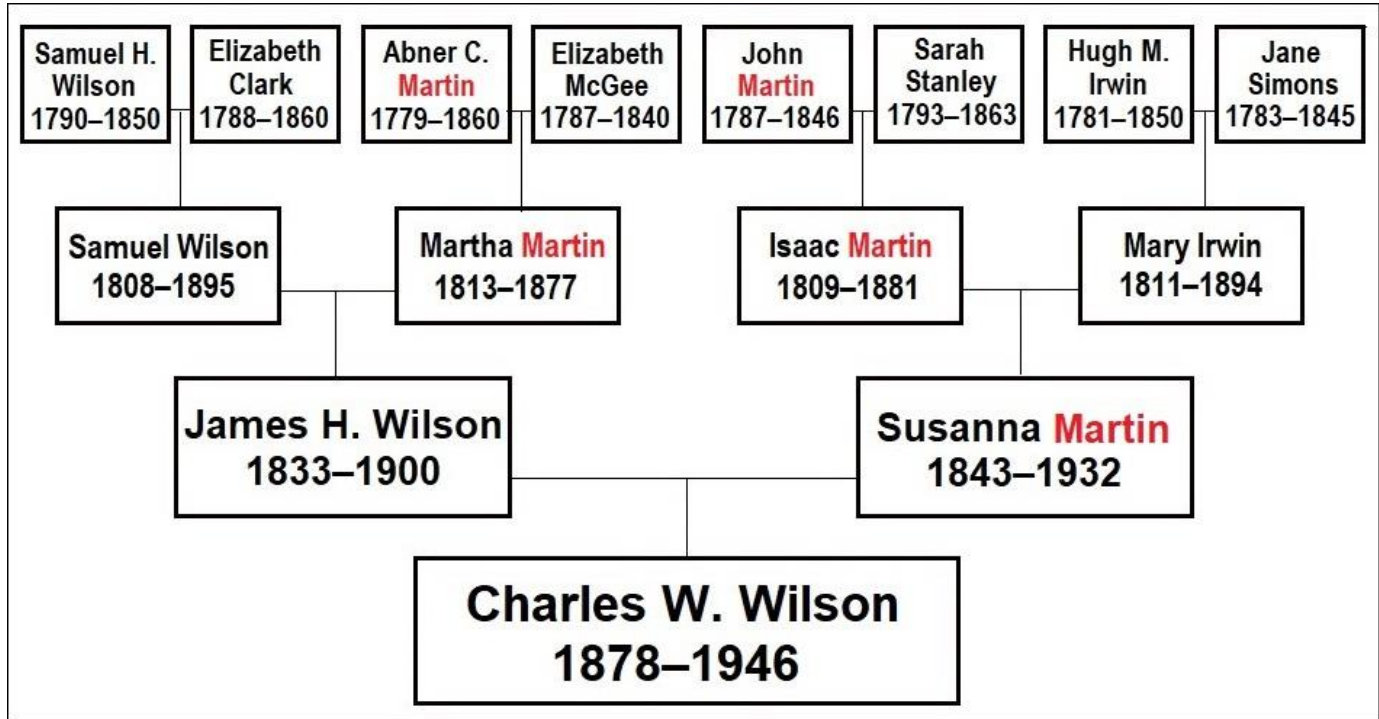 Samuel H.
Wilson
1790–1850
Elizabeth
Clark
1788–1860
Abner C.
Martin
1779–1860
Elizabeth
McGee
1787–1840
John
Martin
1787–1846
Sarah
Stanley
1793–1863
Hugh M.
Irwin
1781–1850
Jane
Simons
1783–1845
Samuel Wilson
1808–1895
Martha Martin
1813–1877
Isaac Martin
1809–1881
Mary Irwin
1811–1894
James H. Wilson
1833–1900
Susanna Martin
1843–1932
Charles W. Wilson
1878–1946